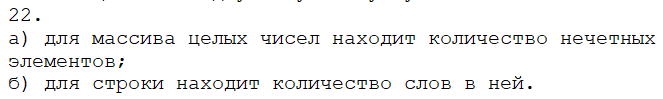 22.
а) для массива целых чисел находит количество нечетных
элементов;
б) для строки находит количество слов в ней.